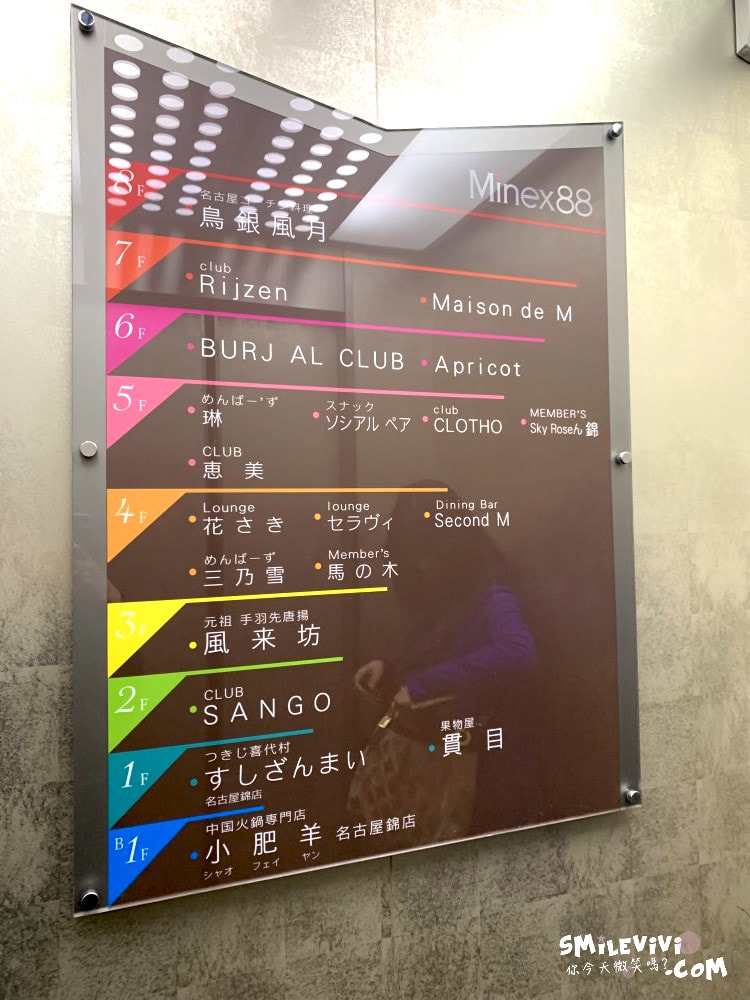 Minex88
8F
名古屋コーチン料理
鳥銀風月
7F
club
Rijzen
Maison de M
6F
BURJ AL CLUB
Apricot
5F
めんばー'ず
琳
スナック
ソシアル ペア
club
CLOTHO
MEMBER'S
Sky Roseん 錦
CLUB
恵美
4F
Lounge
花さき
lounge
セラヴィ
Dining Bar
Second M
めんばーず
三乃雪
Member's
馬の木
3F
元祖 手羽先唐揚
風来坊
2F
CLUB
SANGO
1F
つきじ喜代村
すしざんまい
名古屋錦店
果物屋
貫目
B1F
中国火鍋専門店
小肥羊 名古屋錦店
シャオ フェイ ヤン
SMiLEViVi
你今天微笑嗎?.COM